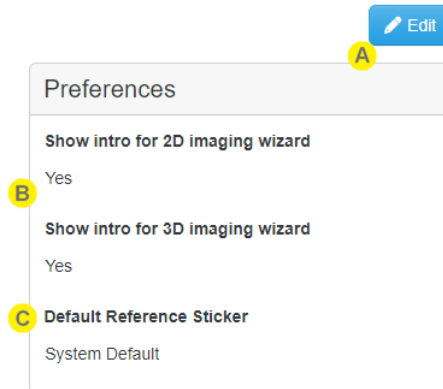 Edit
A
Preferences
Show intro for 2D imaging wizard
Yes
B
Show intro for 3D imaging wizard
Yes
C Default Reference Sticker
System Default